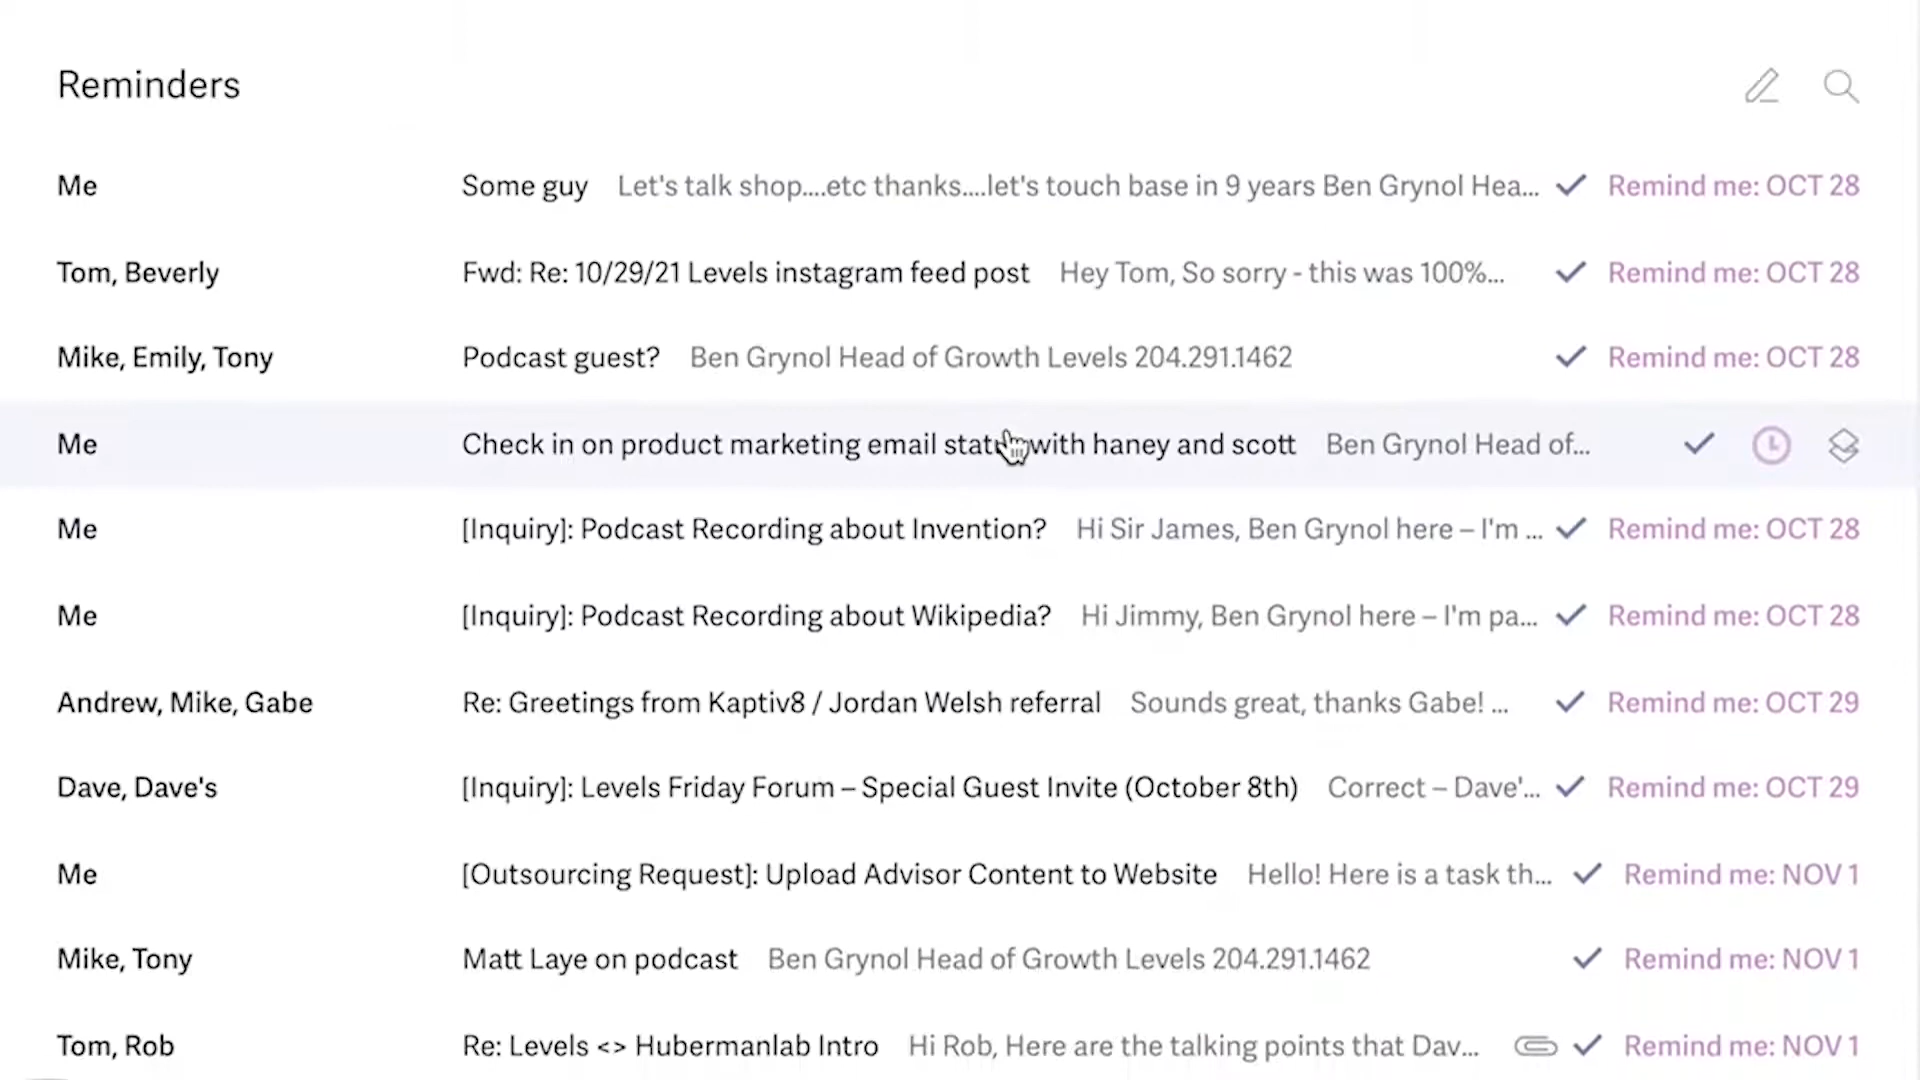 Reminders
Me Some guy Let's talk shop....etc thanks....let's touch base in 9 years Ben Grynol Hea... Remind me: OCT 28
Tom, Beverly Fwd: Re: 10/29/21 Levels instagram feed post Hey Tom, So sorry - this was 100%... Remind me: OCT 28
Mike, Emily, Tony Podcast guest? Ben Grynol Head of Growth Levels 204.291.1462 Remind me: OCT 28
Me Check in on product marketing email with haney and scott Ben Grynol Head of...
Me [Inquiry]: Podcast Recording about Invention? Hi Sir James, Ben Grynol here – I'm ... Remind me: OCT 28
Me [Inquiry]: Podcast Recording about Wikipedia? Hi Jimmy, Ben Grynol here – I'm pa... Remind me: OCT 28
Andrew, Mike, Gabe Re: Greetings from Kaptiv8 / Jordan Welsh referral Sounds great, thanks Gabe! ... Remind me: OCT 29
Dave, Dave's [Inquiry]: Levels Friday Forum – Special Guest Invite (October 8th) Correct – Dave'... Remind me: OCT 29
Me [Outsourcing Request]: Upload Advisor Content to Website Hello! Here is a task th... Remind me: NOV 1
Mike, Tony Matt Laye on podcast Ben Grynol Head of Growth Levels 204.291.1462 Remind me: NOV 1
Tom, Rob Re: Levels <> Hubermanlab Intro Hi Rob, Here are the talking points that Dav... Remind me: NOV 1